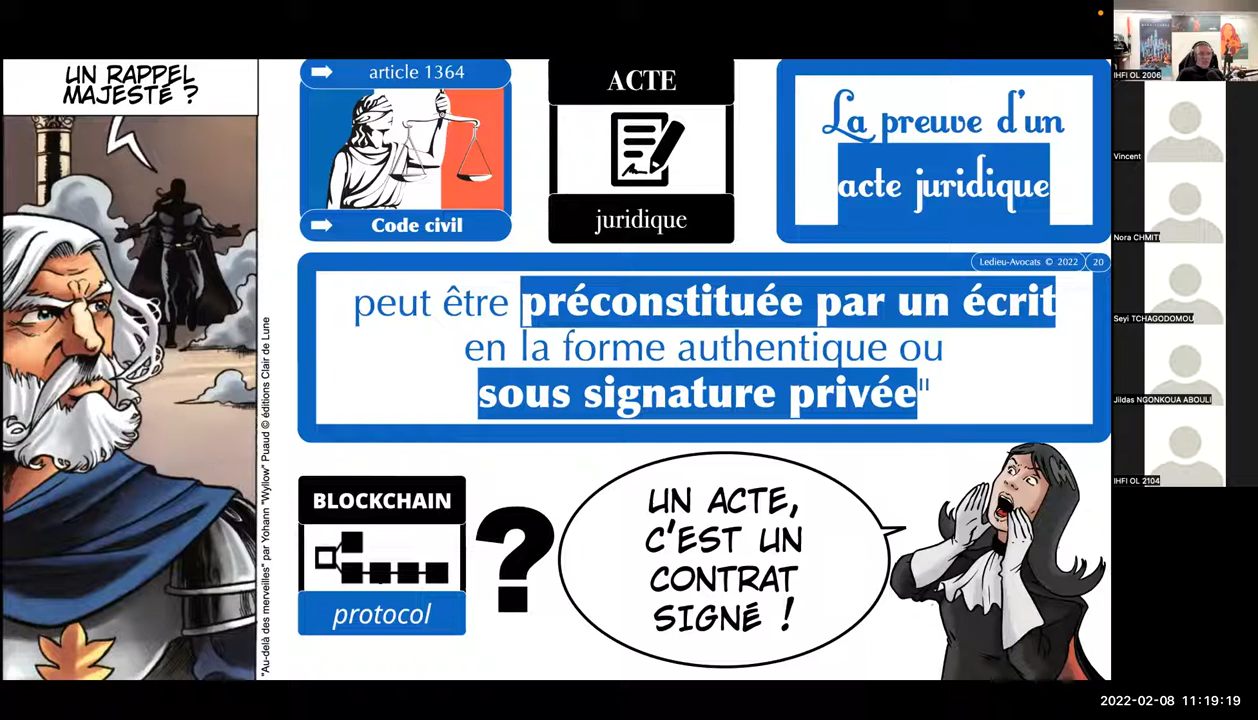 UN RAPPEL
MAJESTÉ ?
"Au-delà des merveilles" par Yohann "Wyllow" Puaud © éditions Clair de Lune
article 1364
Code civil
ACTE
juridique
La preuve d'un
acte juridique
Ledieu-Avocats © 2022 20
peut être préconstituée par un écrit
en la forme authentique ou
sous signature privée"
BLOCKCHAIN
protocol
?
UN ACTE,
C'EST UN
CONTRAT
SIGNÉ !
IHFI OL 2006
Vincent
Nora CHMITI
Seyi TCHAGODOMOU
Jildas NGONKOUA ABOULI
IHFI OL 2104
2022-02-08 11:19:19